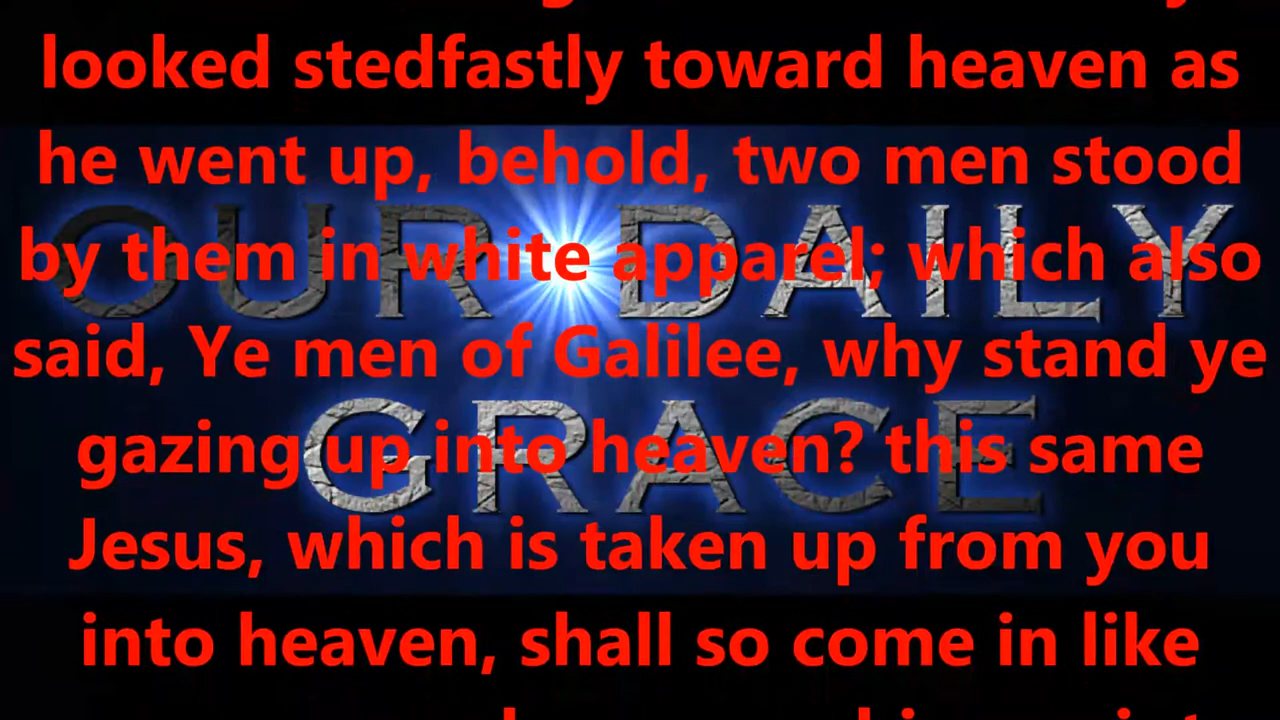 looked stedfastly toward heaven as
he went up, behold, two men stood
by them in white apparel; which also
said, Ye men of Galilee, why stand ye
gazing up into heaven? this same
Jesus, which is taken up from you
into heaven, shall so come in like
OUR DAILY
GRACE